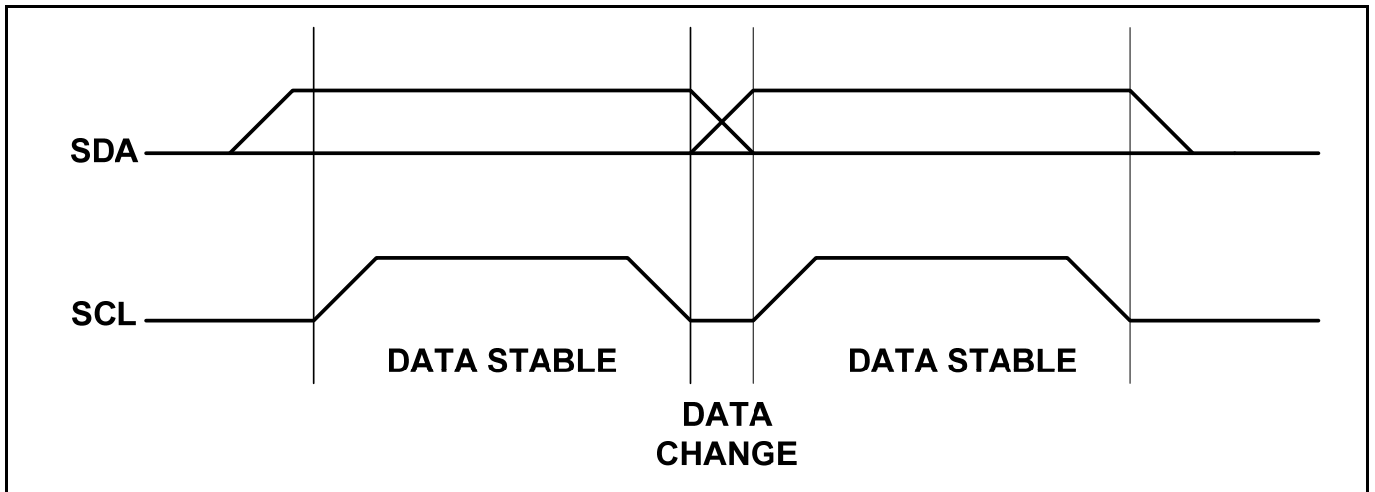 SDA
SCL
DATA STABLE
DATA STABLE
DATA
CHANGE